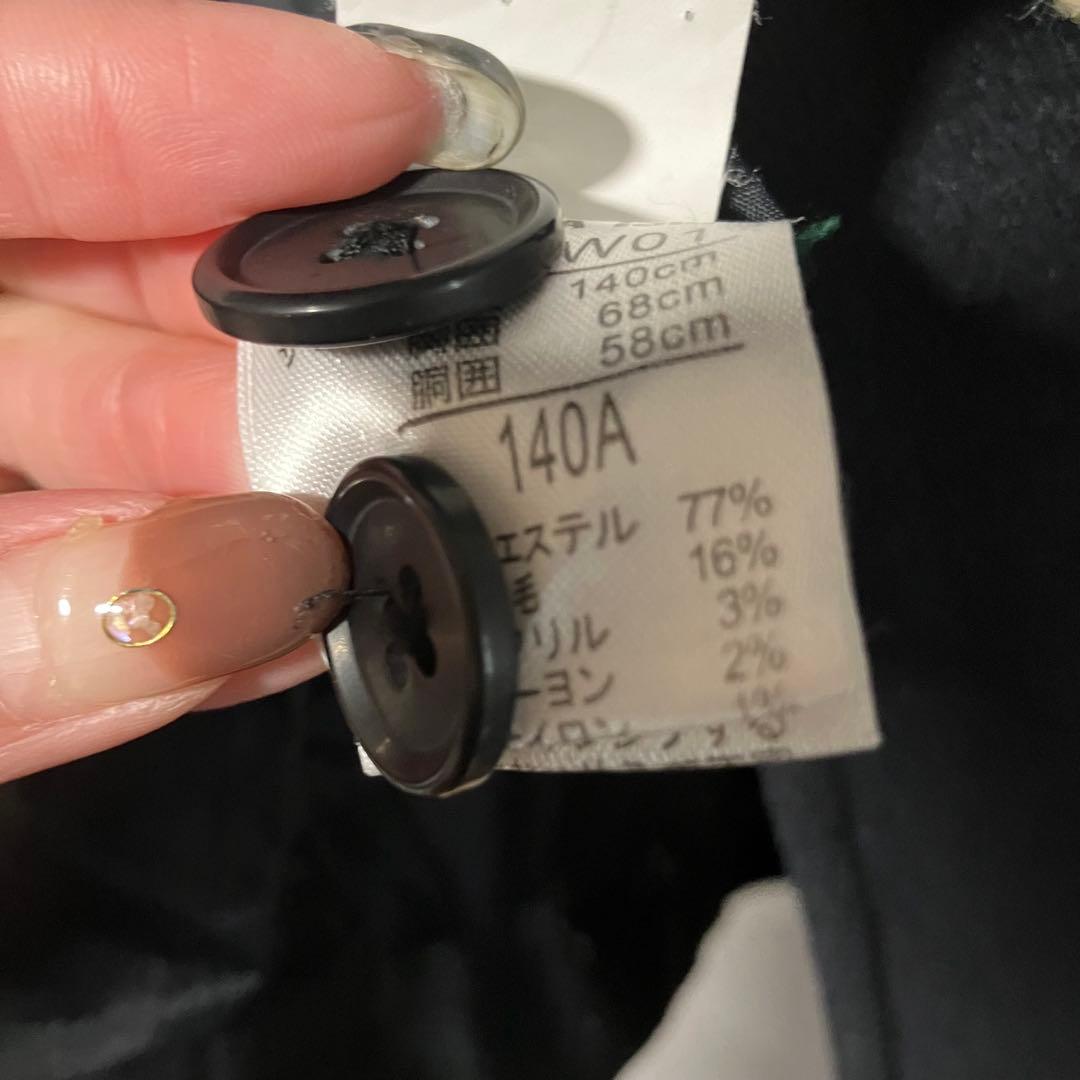 W01
140cm
68cm
胴囲 58cm
140A
エステル 77%
毛 16%
リル 3%
ーヨン 2%